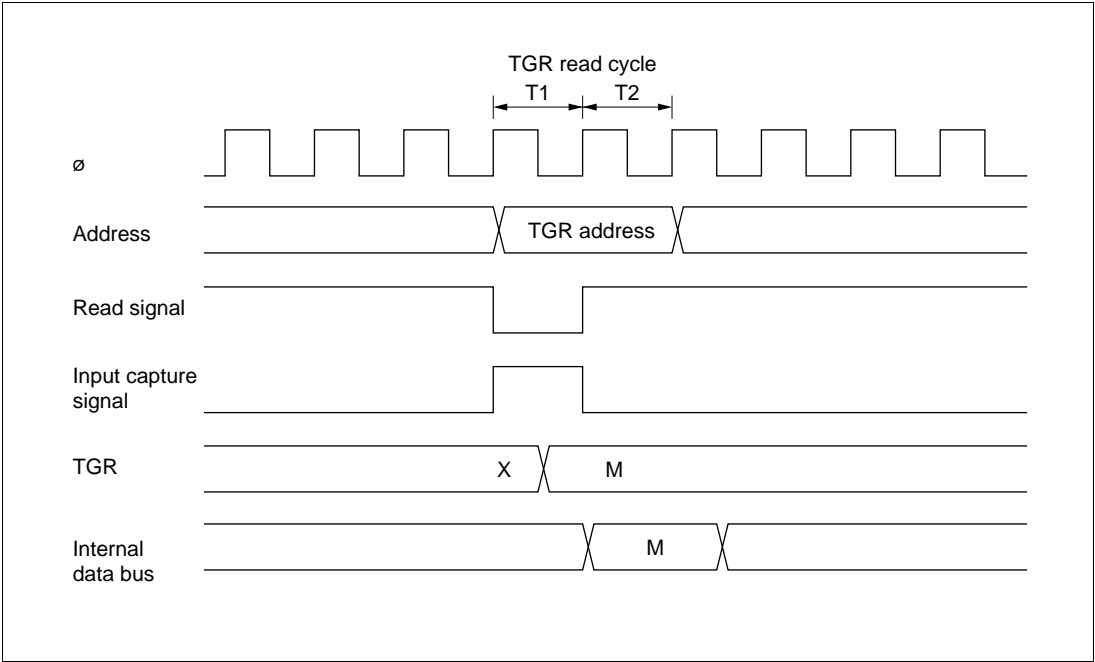 TGR read cycle
T1 T2
ø
Address
TGR address
Read signal
Input capture
signal
TGR
X M
Internal
data bus
M